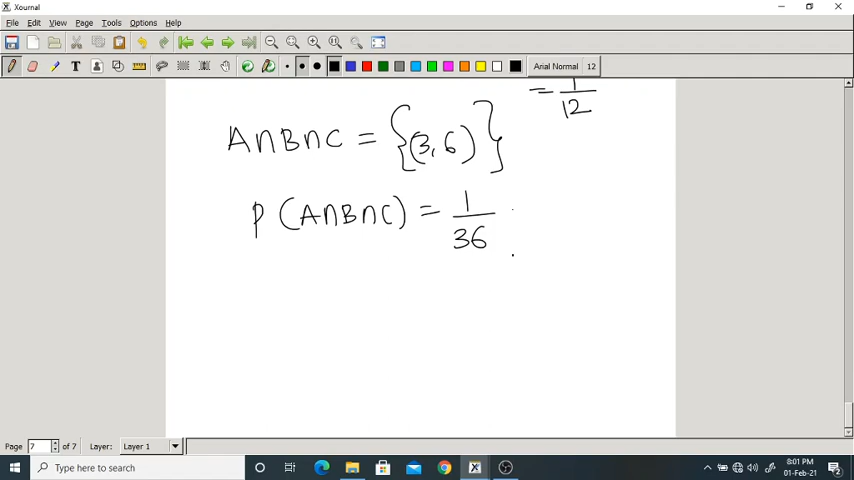 Xournal
File Edit View Page Tools Options Help
Arial Normal 12
= 1/12
A∩B∩C = {(3,6)}
P(A∩B∩C) = 1/36
Page 7 of 7 Layer: Layer 1
Type here to search
8:01 PM
01-Feb-21
2